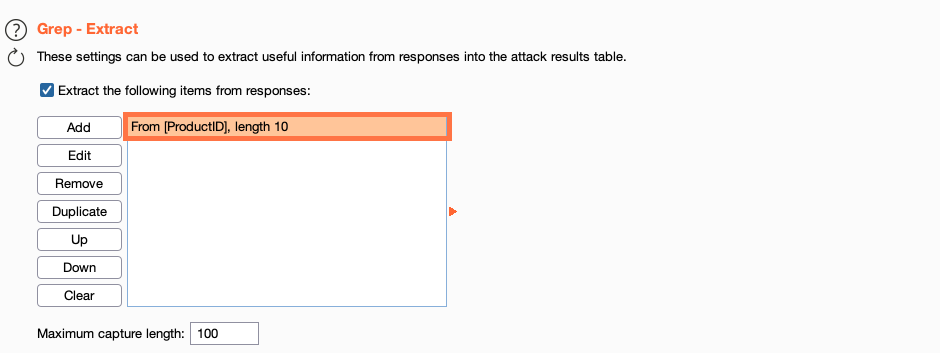 ?
Grep - Extract
These settings can be used to extract useful information from responses into the attack results table.
Extract the following items from responses:
Add
From [ProductID], length 10
Edit
Remove
Duplicate
Up
Down
Clear
Maximum capture length: 100